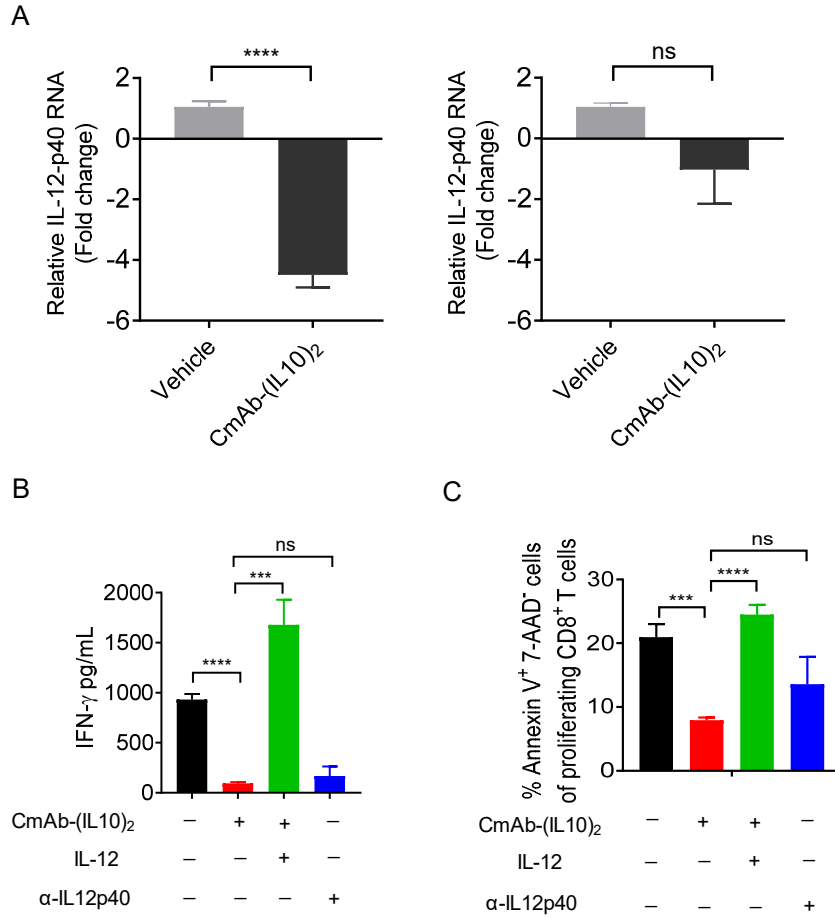 A
****
ns
Relative IL-12-p40 RNA
(Fold change)
2
0
-2
-4
-6
Vehicle
CmAb-(IL10)2
Relative IL-12-p40 RNA
(Fold change)
2
0
-2
-4
-6
Vehicle
CmAb-(IL10)2
B
ns
***
****
IFN-γ pg/mL
2000
1500
1000
500
0
CmAb-(IL10)2 – + + –
IL-12 – – + –
α-IL12p40 – – – +
C
ns
****
***
% Annexin V+ 7-AAD- cells
of proliferating CD8+ T cells
30
20
10
0
CmAb-(IL10)2 – + + –
IL-12 – – + –
α-IL12p40 – – – +